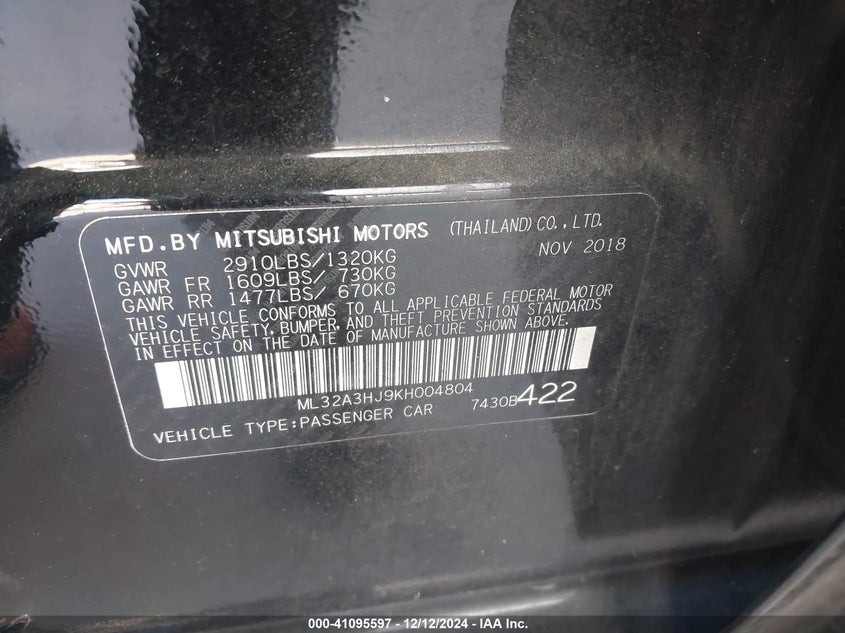 MFD.BY MITSUBISHI MOTORS (THAILAND)CO.,LTD.
NOV 2018
GVWR 2910LBS/1320KG
GAWR FR 1609LBS/ 730KG
GAWR RR 1477LBS/ 670KG
THIS VEHICLE CONFORMS TO ALL APPLICABLE FEDERAL MOTOR
VEHICLE SAFETY,BUMPER,AND THEFT PREVENTION STANDARDS
IN EFFECT ON THE DATE OF MANUFACTURE SHOWN ABOVE.
ML32A3HJ9KH004804
VEHICLE TYPE:PASSENGER CAR 7430B422
000-41095597 - 12/12/2024 - IAA Inc.